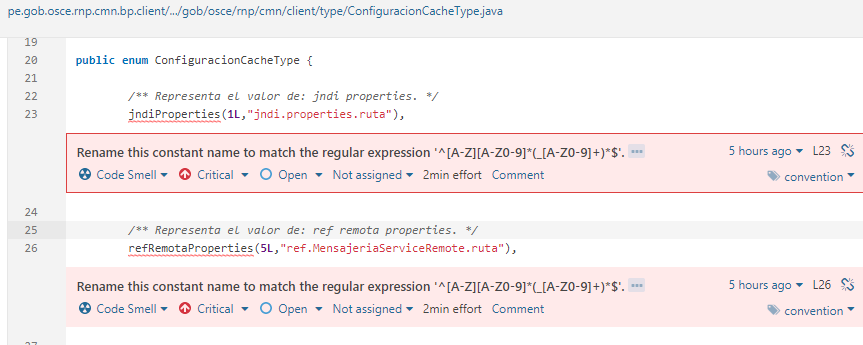 pe.gob.osce.rnp.cmn.bp.client/.../gob/osce/rnp/cmn/client/type/ConfiguracionCacheType.java
19
20 public enum ConfiguracionCacheType {
21
22 /** Representa el valor de: jndi properties. */
23 jndiProperties(1L,"jndi.properties.ruta"),
Rename this constant name to match the regular expression '^[A-Z][A-Z0-9]*(_[A-Z0-9]+)*$'. ... 5 hours ago L23
Code Smell Critical Open Not assigned 2min effort Comment convention
24
25 /** Representa el valor de: ref remota properties. */
26 refRemotaProperties(5L,"ref.MensajeriaServiceRemote.ruta"),
Rename this constant name to match the regular expression '^[A-Z][A-Z0-9]*(_[A-Z0-9]+)*$'. ... 5 hours ago L26
Code Smell Critical Open Not assigned 2min effort Comment convention
27